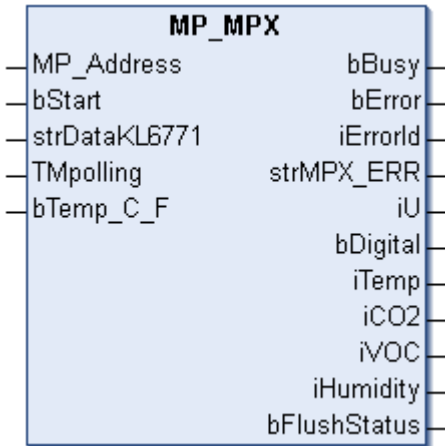 MP_MPX
MP_Address bBusy
bStart bError
strDataKL6771 iErrorId
TMpolling strMPX_ERR
bTemp_C_F iU
bDigital
iTemp
iCO2
iVOC
iHumidity
bFlushStatus